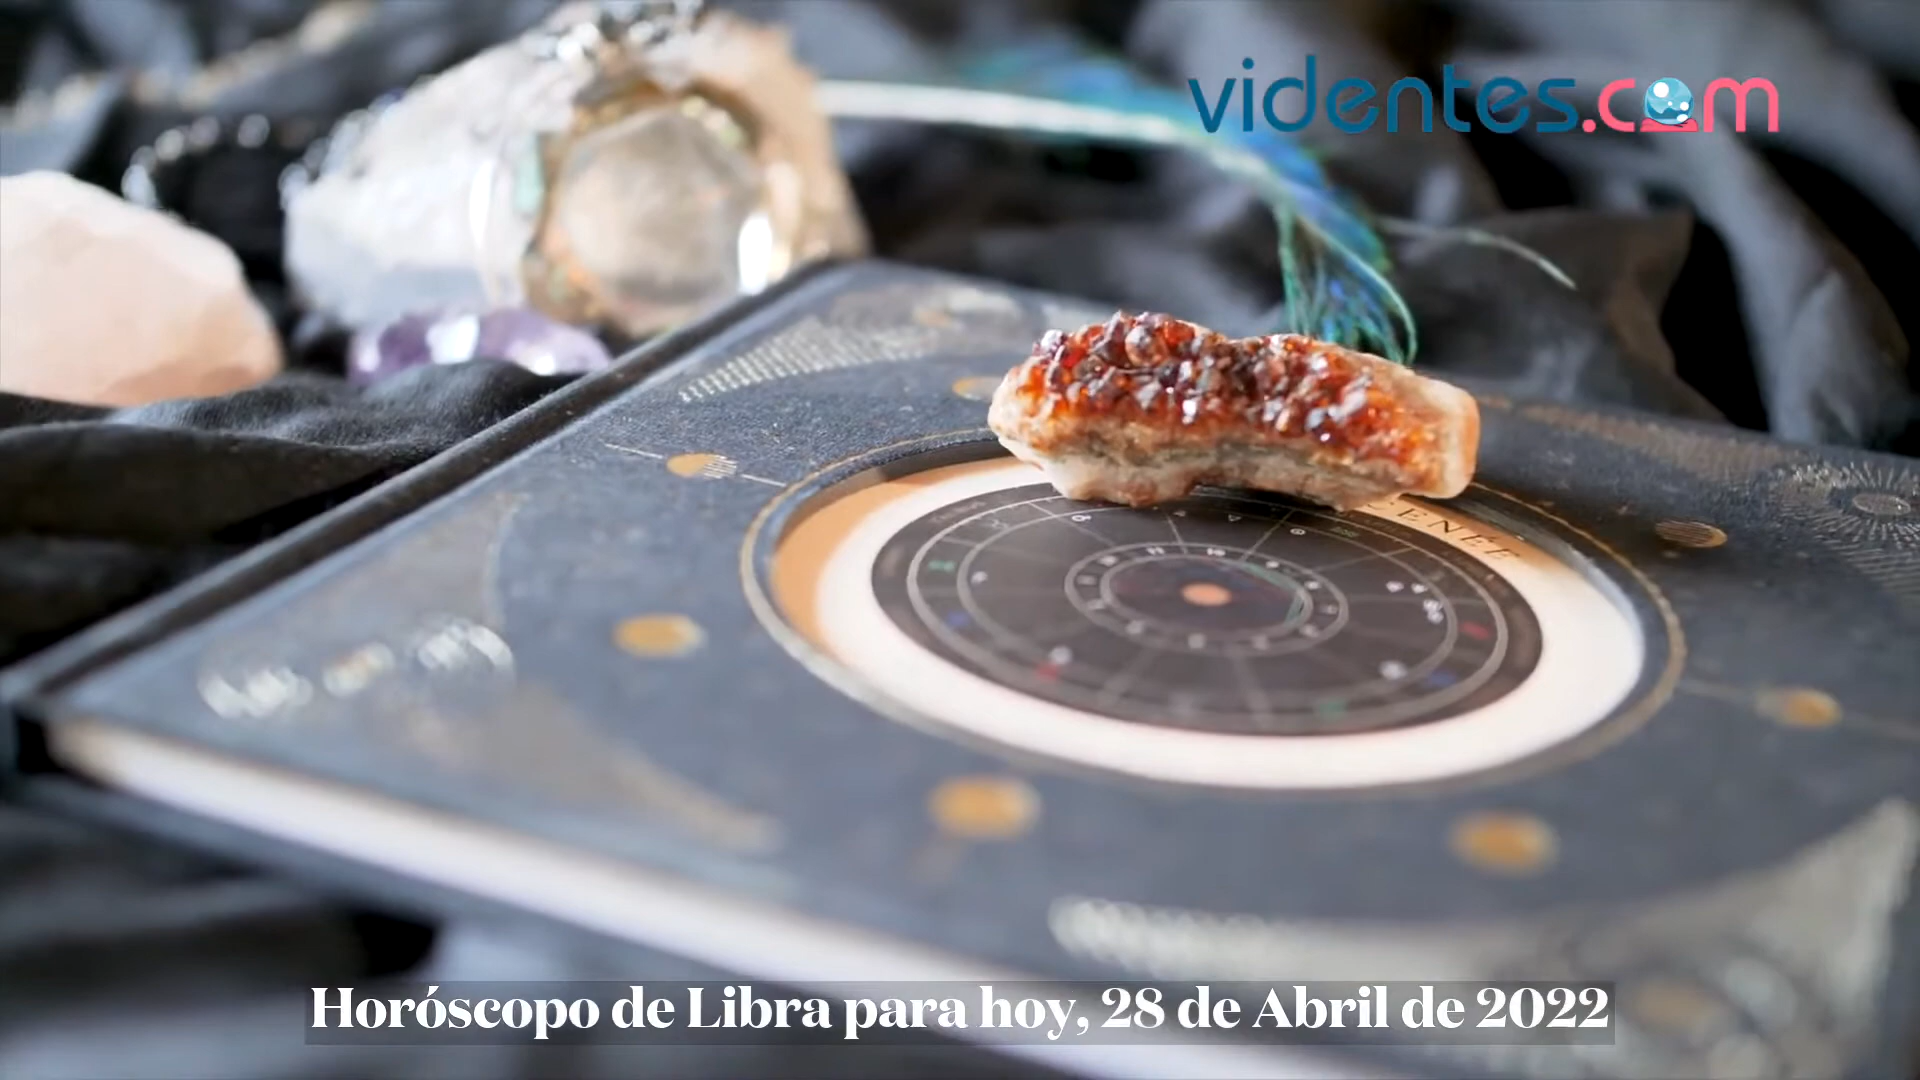 videntes.com
Horóscopo de Libra para hoy, 28 de Abril de 2022